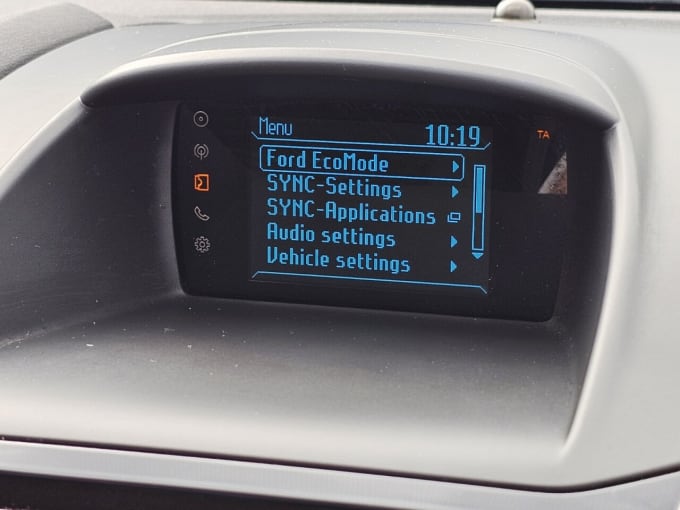 Menu 10:19 TA
Ford EcoMode
SYNC-Settings
SYNC-Applications
Audio settings
Vehicle settings